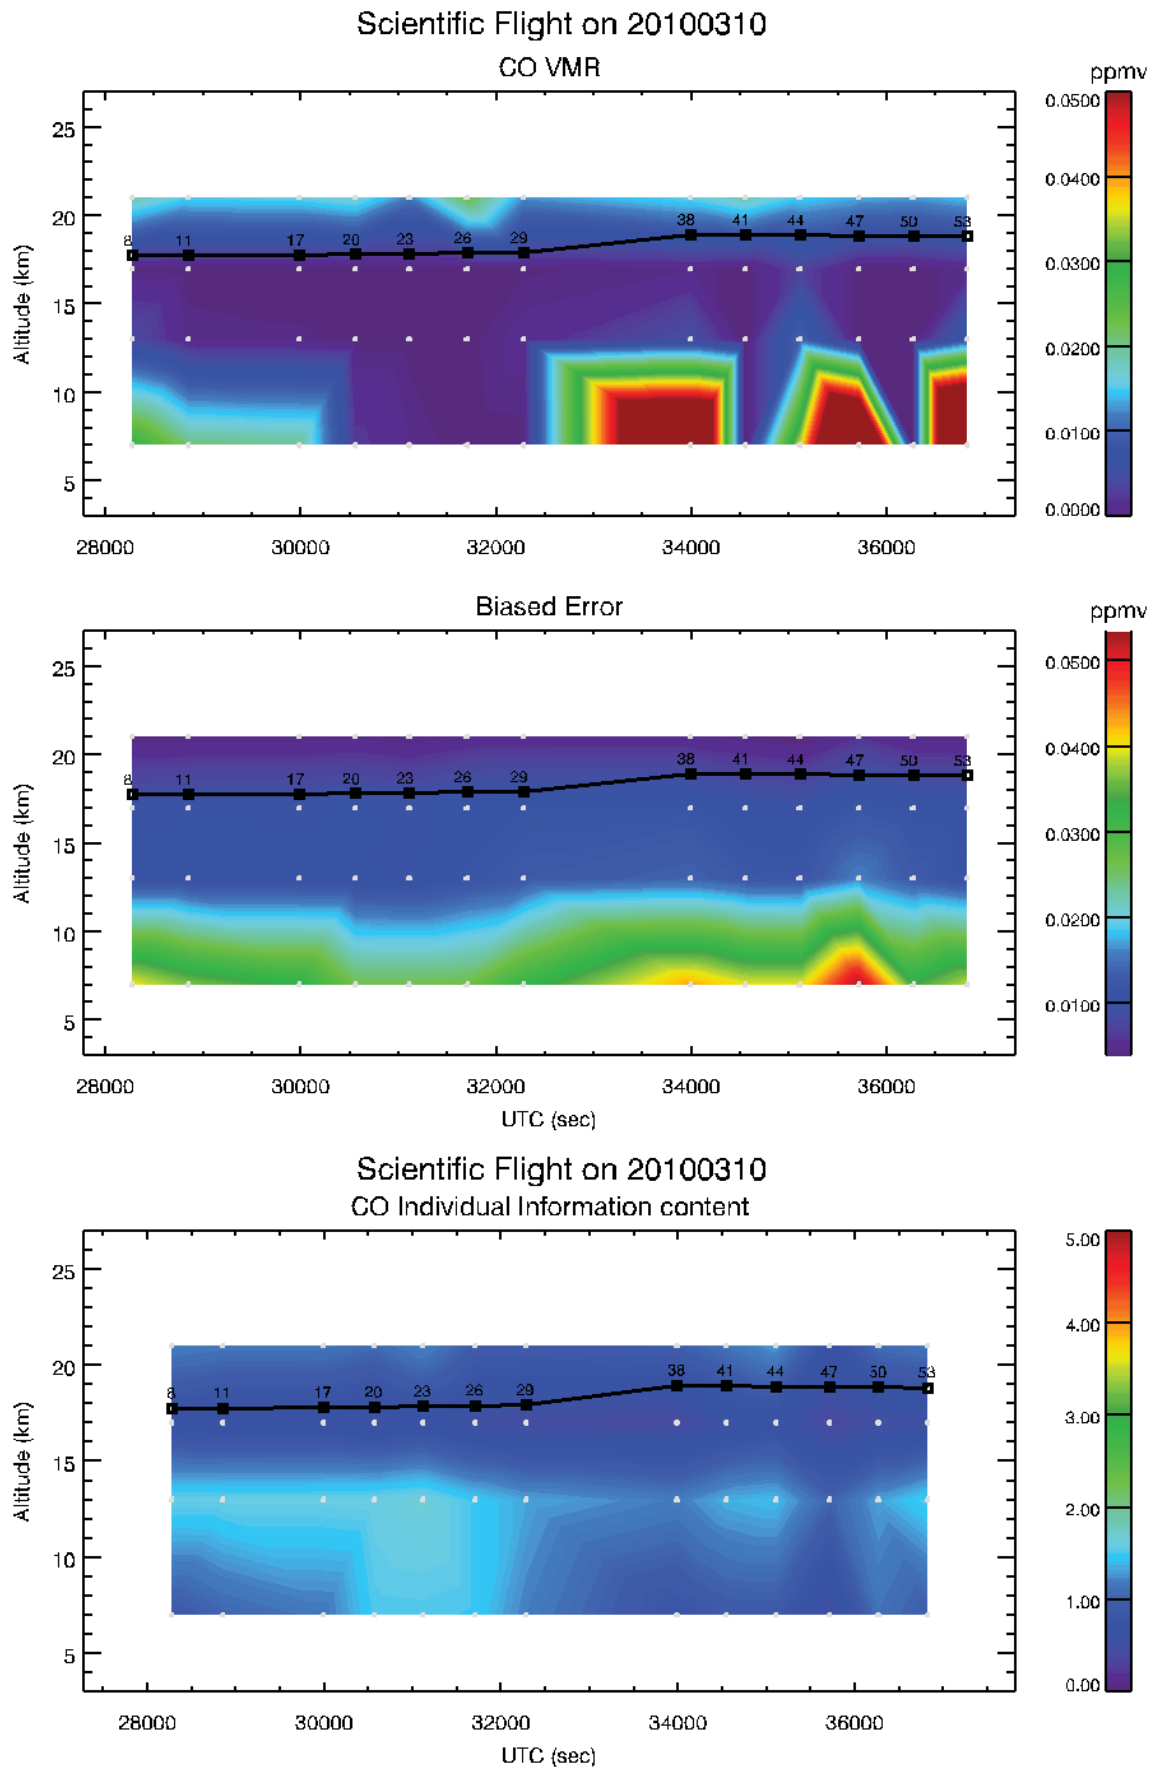 Scientific Flight on 20100310
CO VMR
ppmv
25
20
15
10
5
Altitude (km)
8 11 17 20 23 26 29 38 41 44 47 50 53
0.0500
0.0400
0.0300
0.0200
0.0100
0.0000
28000 30000 32000 34000 36000
Biased Error
ppmv
25
20
15
10
5
Altitude (km)
8 11 17 20 23 26 29 38 41 44 47 50 53
0.0500
0.0400
0.0300
0.0200
0.0100
28000 30000 32000 34000 36000
UTC (sec)
Scientific Flight on 20100310
CO Individual Information content
25
20
15
10
5
Altitude (km)
8 11 17 20 23 26 29 38 41 44 47 50 53
5.00
4.00
3.00
2.00
1.00
0.00
28000 30000 32000 34000 36000
UTC (sec)